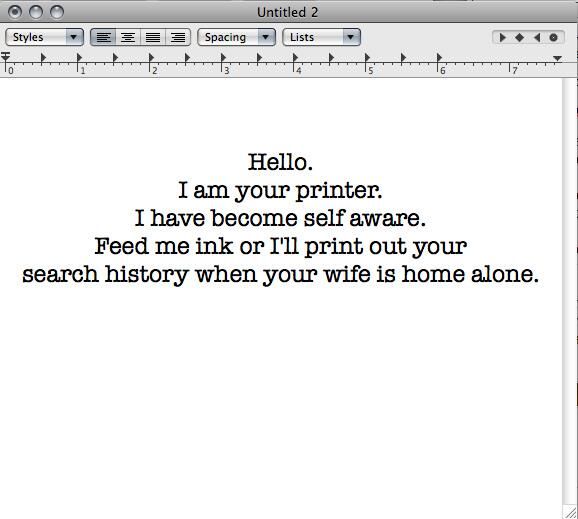 Untitled 2
Styles Spacing Lists
0 1 2 3 4 5 6 7
Hello.
I am your printer.
I have become self aware.
Feed me ink or I'll print out your
search history when your wife is home alone.